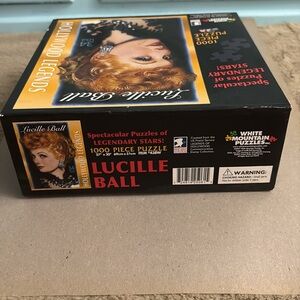 HOLLYWOOD LEGENDS
Lucille Ball
1000
PIECE
PUZZLE
Spectacular
Puzzles of
LEGENDARY
STARS!
Lucille Ball
HOLLYWOOD LEGENDS
Spectacular Puzzles of
LEGENDARY STARS!
1000 PIECE PUZZLE
LUCILLE
BALL
WHITE
MOUNTAIN
PUZZLES
WARNING: